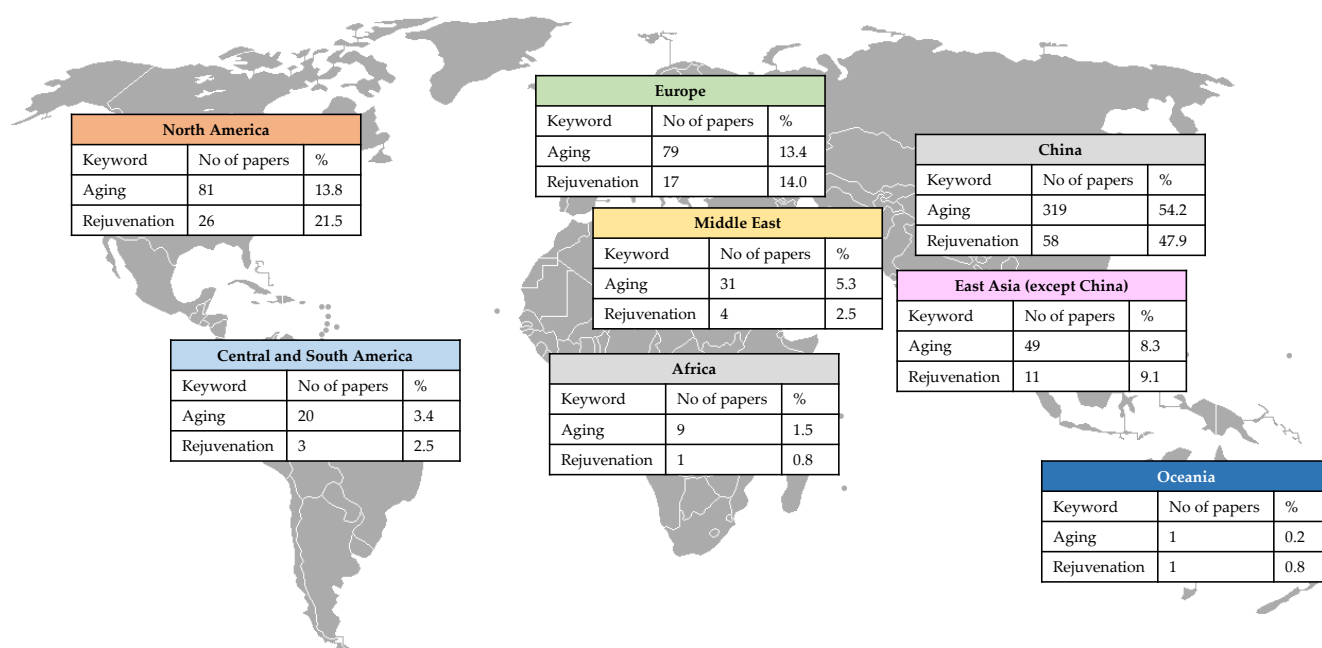 North America
Keyword No of papers %
Aging 81 13.8
Rejuvenation 26 21.5
Europe
Keyword No of papers %
Aging 79 13.4
Rejuvenation 17 14.0
China
Keyword No of papers %
Aging 319 54.2
Rejuvenation 58 47.9
Middle East
Keyword No of papers %
Aging 31 5.3
Rejuvenation 4 2.5
East Asia (except China)
Keyword No of papers %
Aging 49 8.3
Rejuvenation 11 9.1
Central and South America
Keyword No of papers %
Aging 20 3.4
Rejuvenation 3 2.5
Africa
Keyword No of papers %
Aging 9 1.5
Rejuvenation 1 0.8
Oceania
Keyword No of papers %
Aging 1 0.2
Rejuvenation 1 0.8